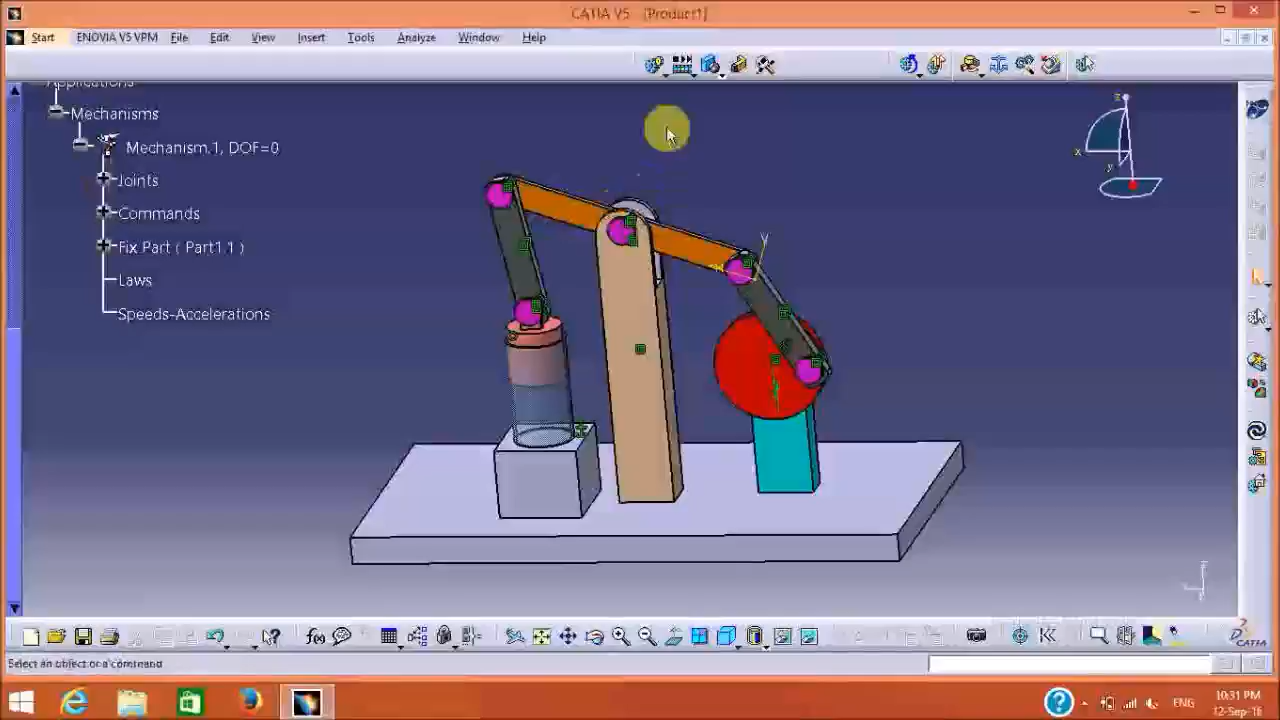 CATIA V5 - [Product1]
Start ENOVIA V5 VPM File Edit View Insert Tools Analyze Window Help
Applications
Mechanisms
Mechanism.1, DOF=0
Joints
Commands
Fix Part ( Part1.1 )
Laws
Speeds-Accelerations
z
x
y
Select an object or a command
CATIA
ENG
10:31 PM
12-Sep-16